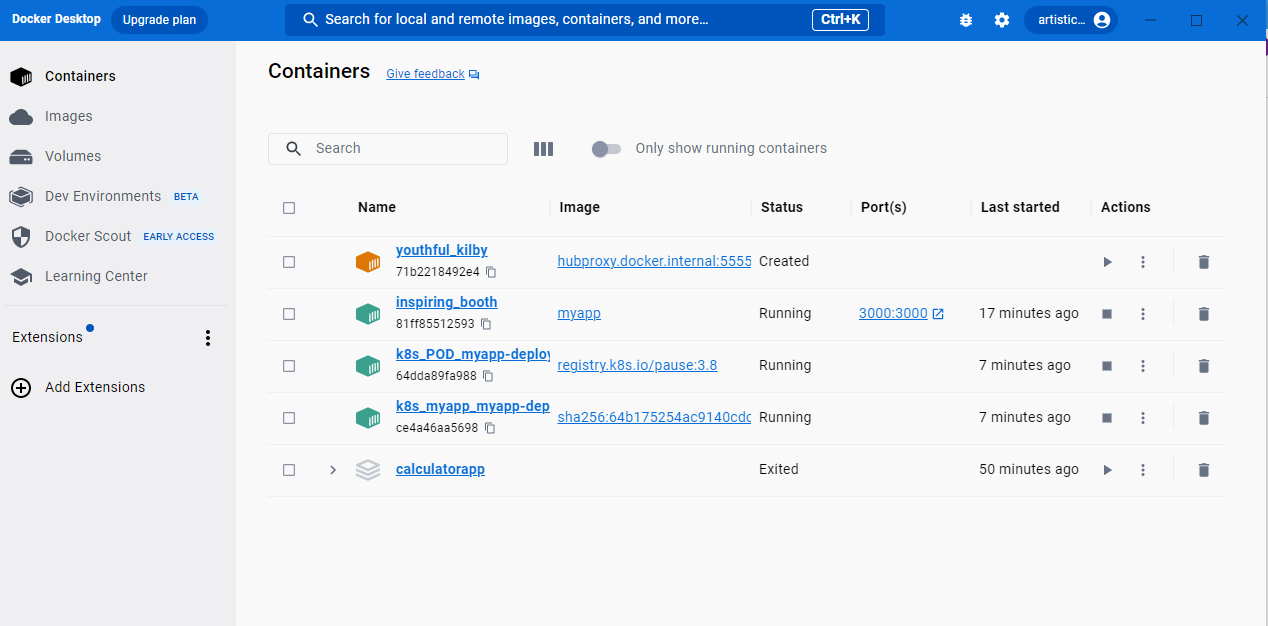 Docker Desktop Upgrade plan Search for local and remote images, containers, and more... Ctrl+K artistic...
Containers
Images
Volumes
Dev Environments BETA
Docker Scout EARLY ACCESS
Learning Center
Extensions
Add Extensions
Containers Give feedback
Search Only show running containers
Name Image Status Port(s) Last started Actions
youthful_kilby
71b2218492e4
hubproxy.docker.internal:5555 Created
inspiring_booth
81ff85512593
myapp Running 3000:3000 17 minutes ago
k8s_POD_myapp-deploy
64dda89fa988
registry.k8s.io/pause:3.8 Running 7 minutes ago
k8s_myapp_myapp-dep
ce4a46aa5698
sha256:64b175254ac9140cdc Running 7 minutes ago
calculatorapp Exited 50 minutes ago